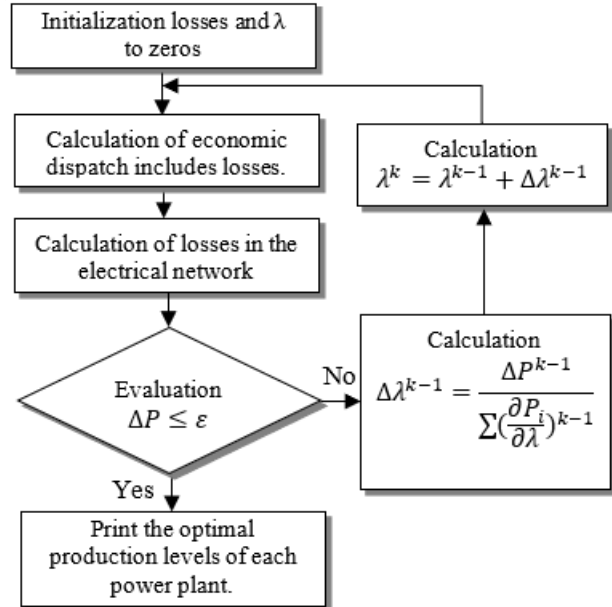 Initialization losses and λ
to zeros
Calculation of economic
dispatch includes losses.
Calculation of losses in the
electrical network
Evaluation
ΔP ≤ ε
Yes
No
Print the optimal
production levels of each
power plant.
Calculation
Δλ^{k-1} = ΔP^{k-1} / ∑(∂P_i/∂λ)^{k-1}
Calculation
λ^k = λ^{k-1} + Δλ^{k-1}